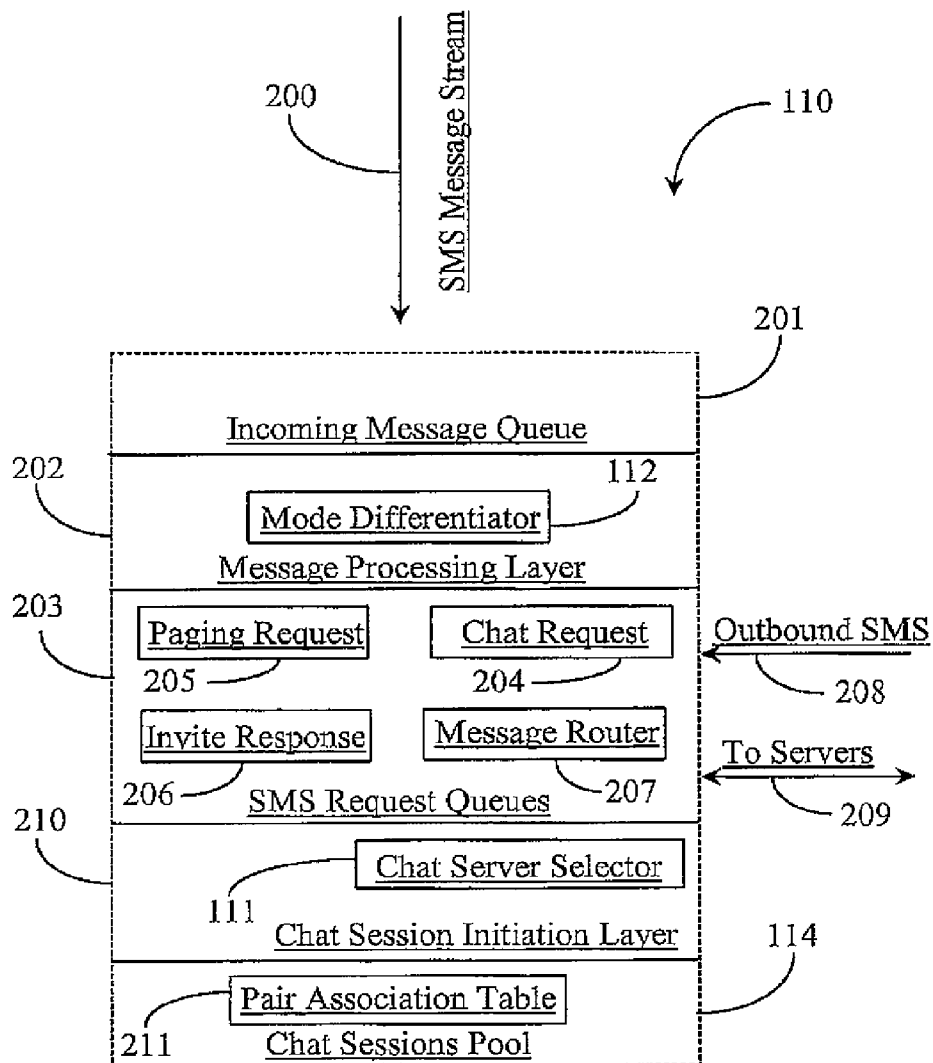 200
SMS Message Stream
110
201
Incoming Message Queue
202
112
Mode Differentiator
Message Processing Layer
203
Paging Request
Chat Request
Outbound SMS
205
204
208
Invite Response
Message Router
To Servers
206
207
209
SMS Request Queues
210
Chat Server Selector
111
Chat Session Initiation Layer
114
Pair Association Table
211
Chat Sessions Pool